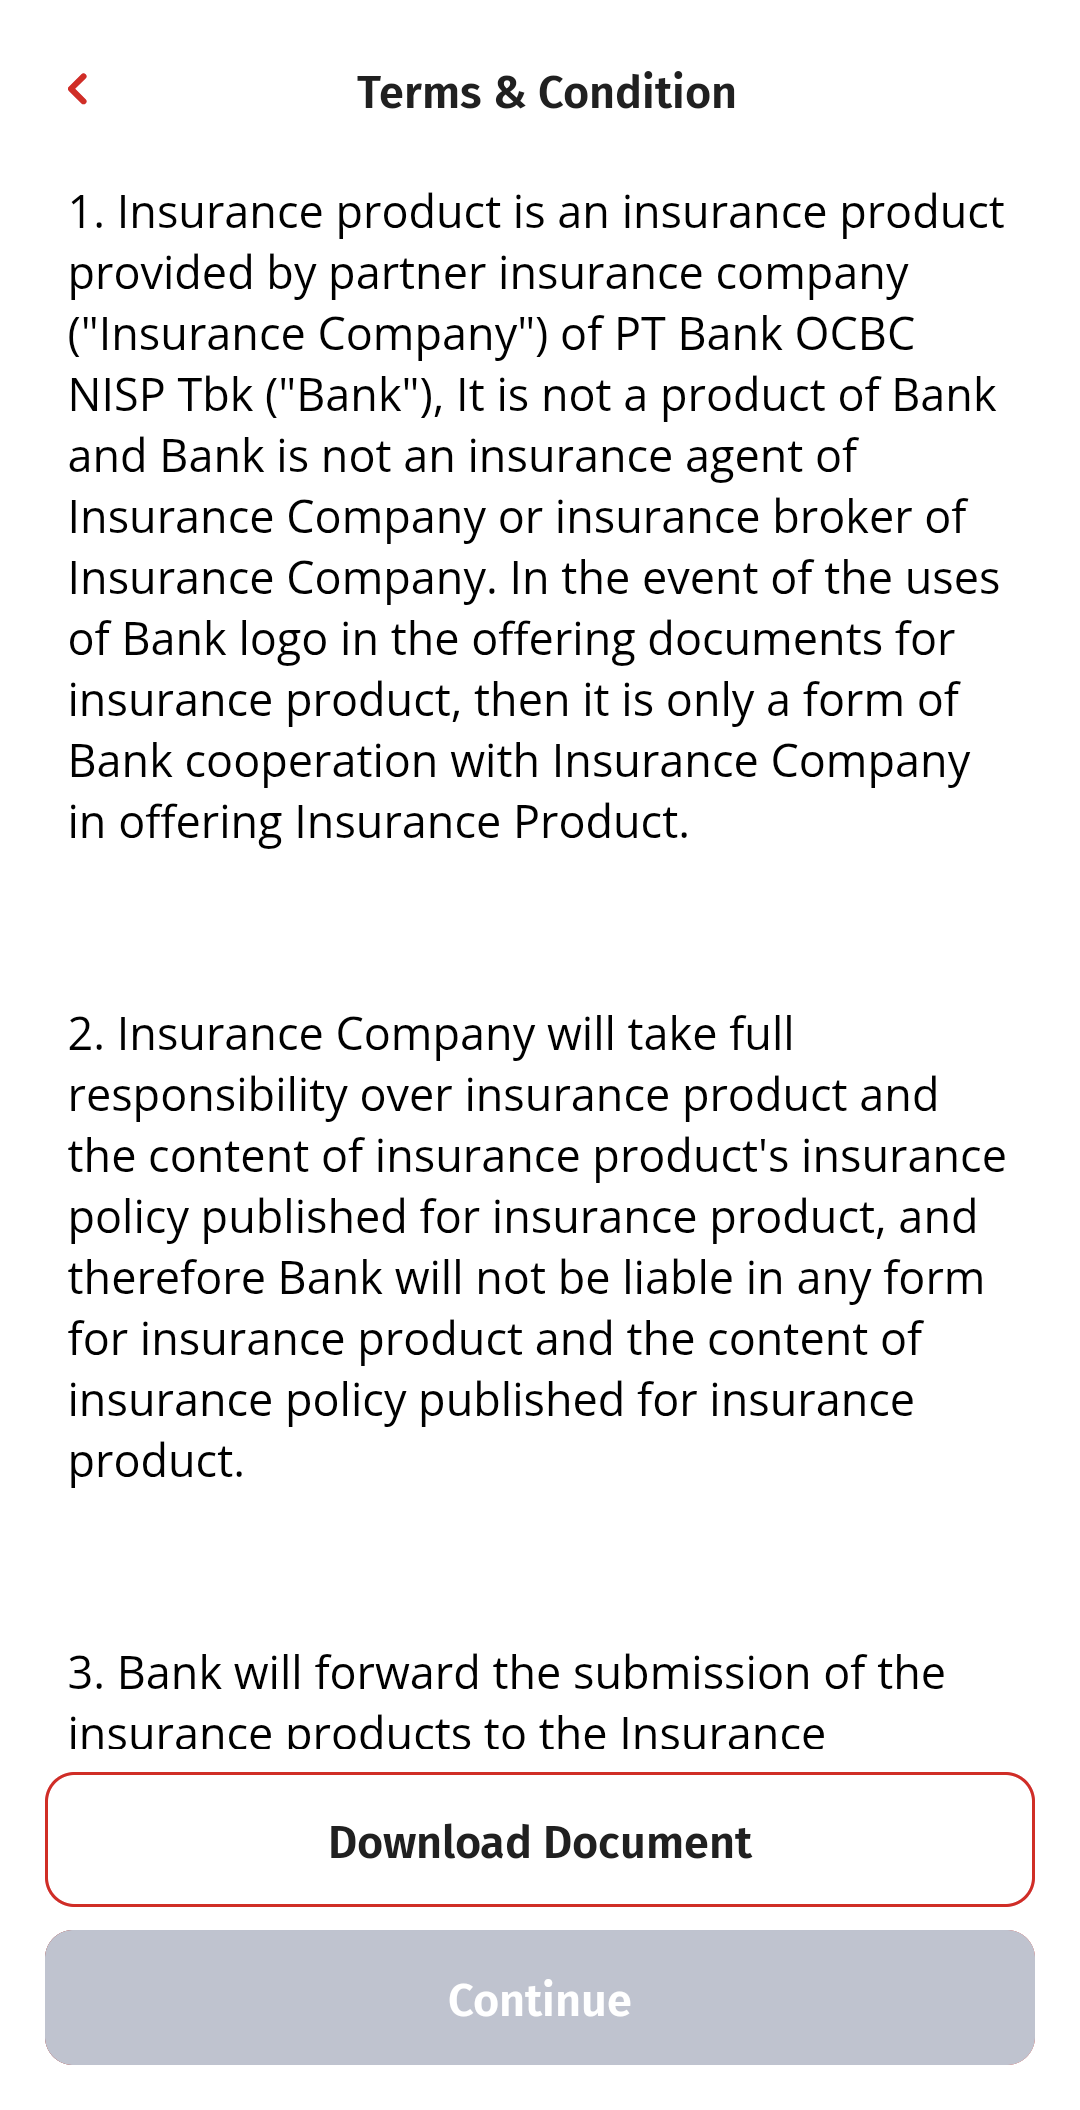 Terms & Condition
1. Insurance product is an insurance product
provided by partner insurance company
("Insurance Company") of PT Bank OCBC
NISP Tbk ("Bank"), It is not a product of Bank
and Bank is not an insurance agent of
Insurance Company or insurance broker of
Insurance Company. In the event of the uses
of Bank logo in the offering documents for
insurance product, then it is only a form of
Bank cooperation with Insurance Company
in offering Insurance Product.
2. Insurance Company will take full
responsibility over insurance product and
the content of insurance product's insurance
policy published for insurance product, and
therefore Bank will not be liable in any form
for insurance product and the content of
insurance policy published for insurance
product.
3. Bank will forward the submission of the
insurance products to the Insurance
Download Document
Continue